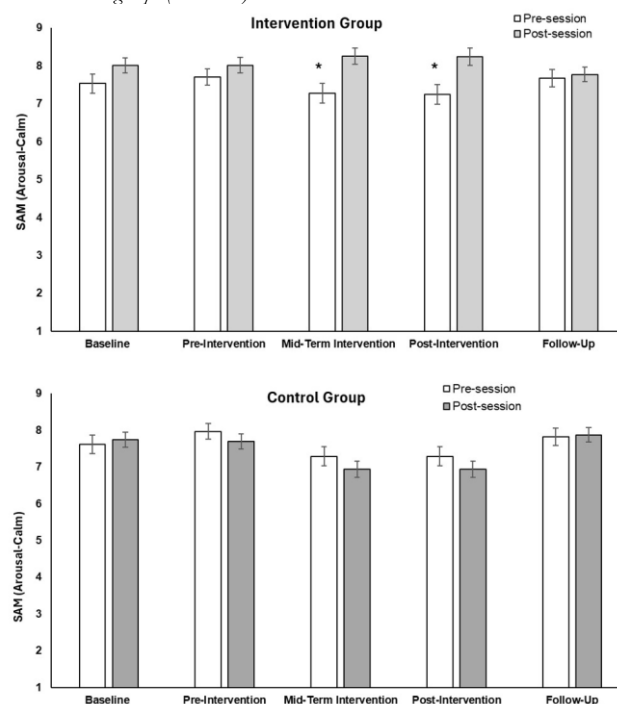 Intervention Group
Pre-session
Post-session
9
8
7
6
5
4
3
2
1
SAM (Arousal-Calm)
*
*
Baseline
Pre-Intervention
Mid-Term Intervention
Post-Intervention
Follow-Up
Control Group
Pre-session
Post-session
9
8
7
6
5
4
3
2
1
SAM (Arousal-Calm)
Baseline
Pre-Intervention
Mid-Term Intervention
Post-Intervention
Follow-Up